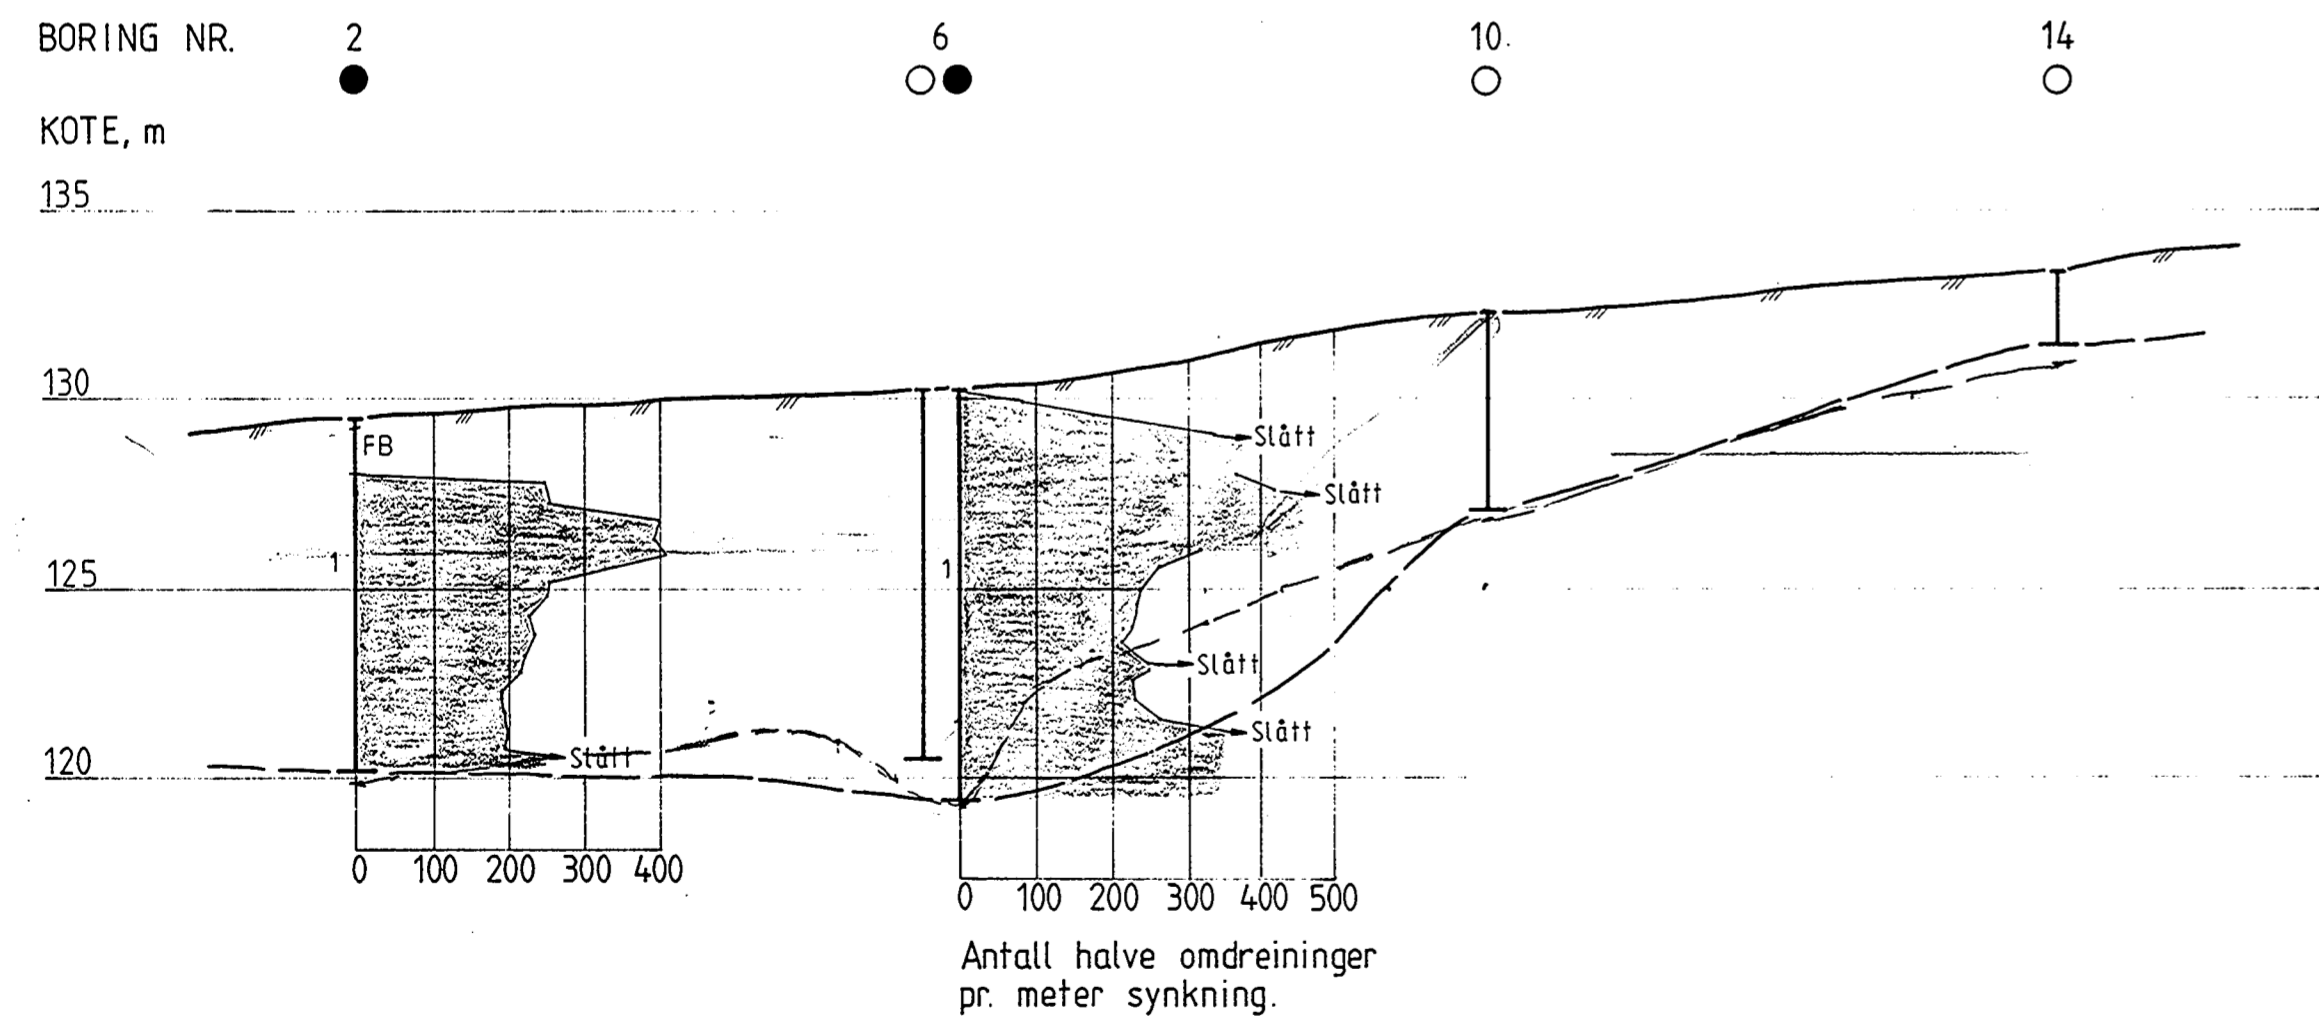 BORING NR. 2 6 10. 14
KOTE, m
135
130
FB
Slått
Slått
1 1
125
Slått
Slått
Slått
120
0 100 200 300 400
0 100 200 300 400 500
Antall halve omdreininger
pr. meter synkning.